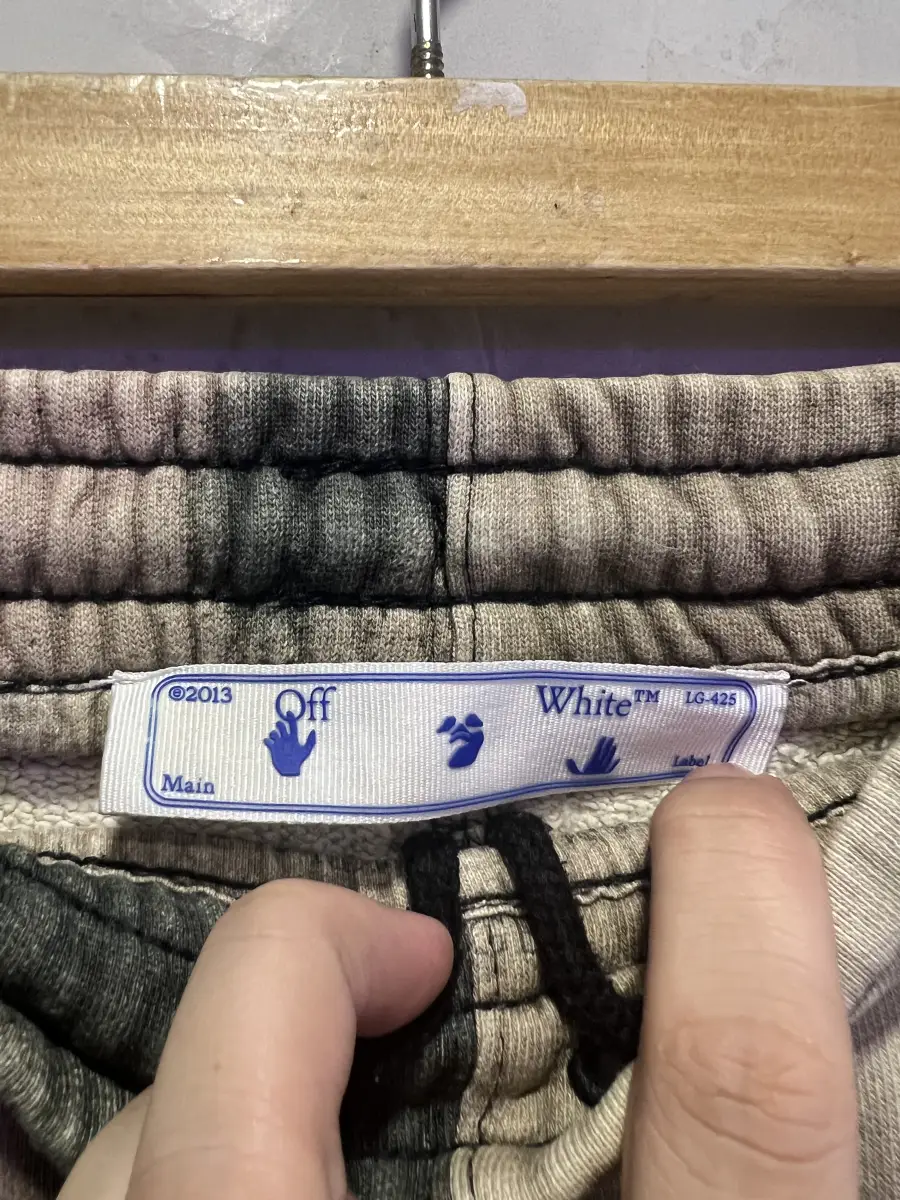 ©2013
Off
White™
LG-425
Main
Label